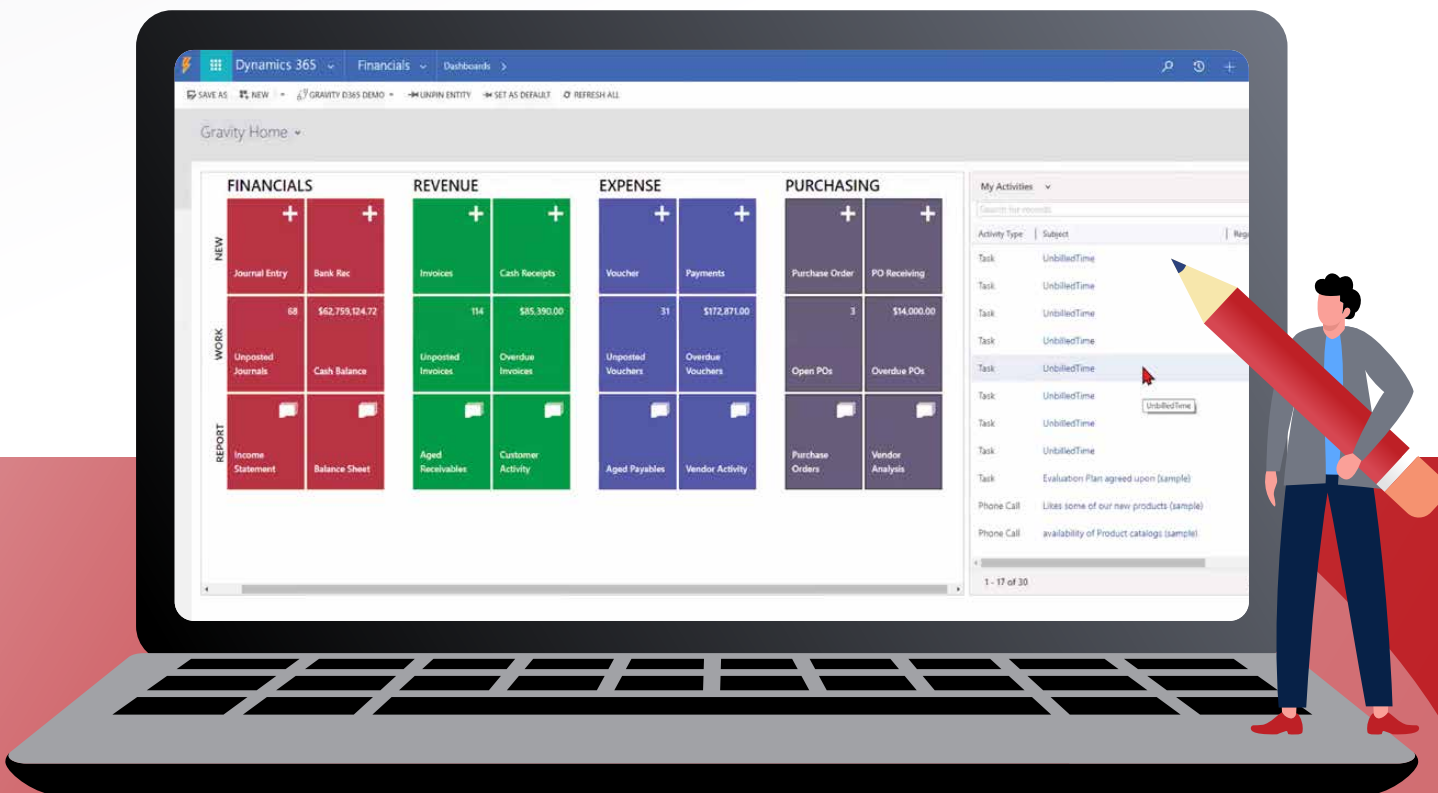 Dynamics 365 Financials Dashboards
SAVE AS NEW GRAVITY D365 DEMO UNPIN ENTITY SET AS DEFAULT REFRESH ALL
Gravity Home
FINANCIALS REVENUE EXPENSE PURCHASING
NEW
Journal Entry Bank Rec Invoices Cash Receipts Voucher Payments Purchase Order PO Receiving
WORK
68 $62,759,124.72 114 $85,390.00 31 $172,871.00 3 $14,000.00
Unposted Journals Cash Balance Unposted Invoices Overdue Invoices Unposted Vouchers Overdue Vouchers Open POs Overdue POs
REPORT
Income Statement Balance Sheet Aged Receivables Customer Activity Aged Payables Vendor Activity Purchase Orders Vendor Analysis
My Activities
Search for records
Activity Type Subject
Task UnbilledTime
Task UnbilledTime
Task UnbilledTime
Task UnbilledTime
Task UnbilledTime
Task UnbilledTime
UnbilledTime
Task UnbilledTime
Task UnbilledTime
Task Evaluation Plan agreed upon (sample)
Phone Call Likes some of our new products (sample)
Phone Call availability of Product catalogs (sample)
1 - 17 of 30